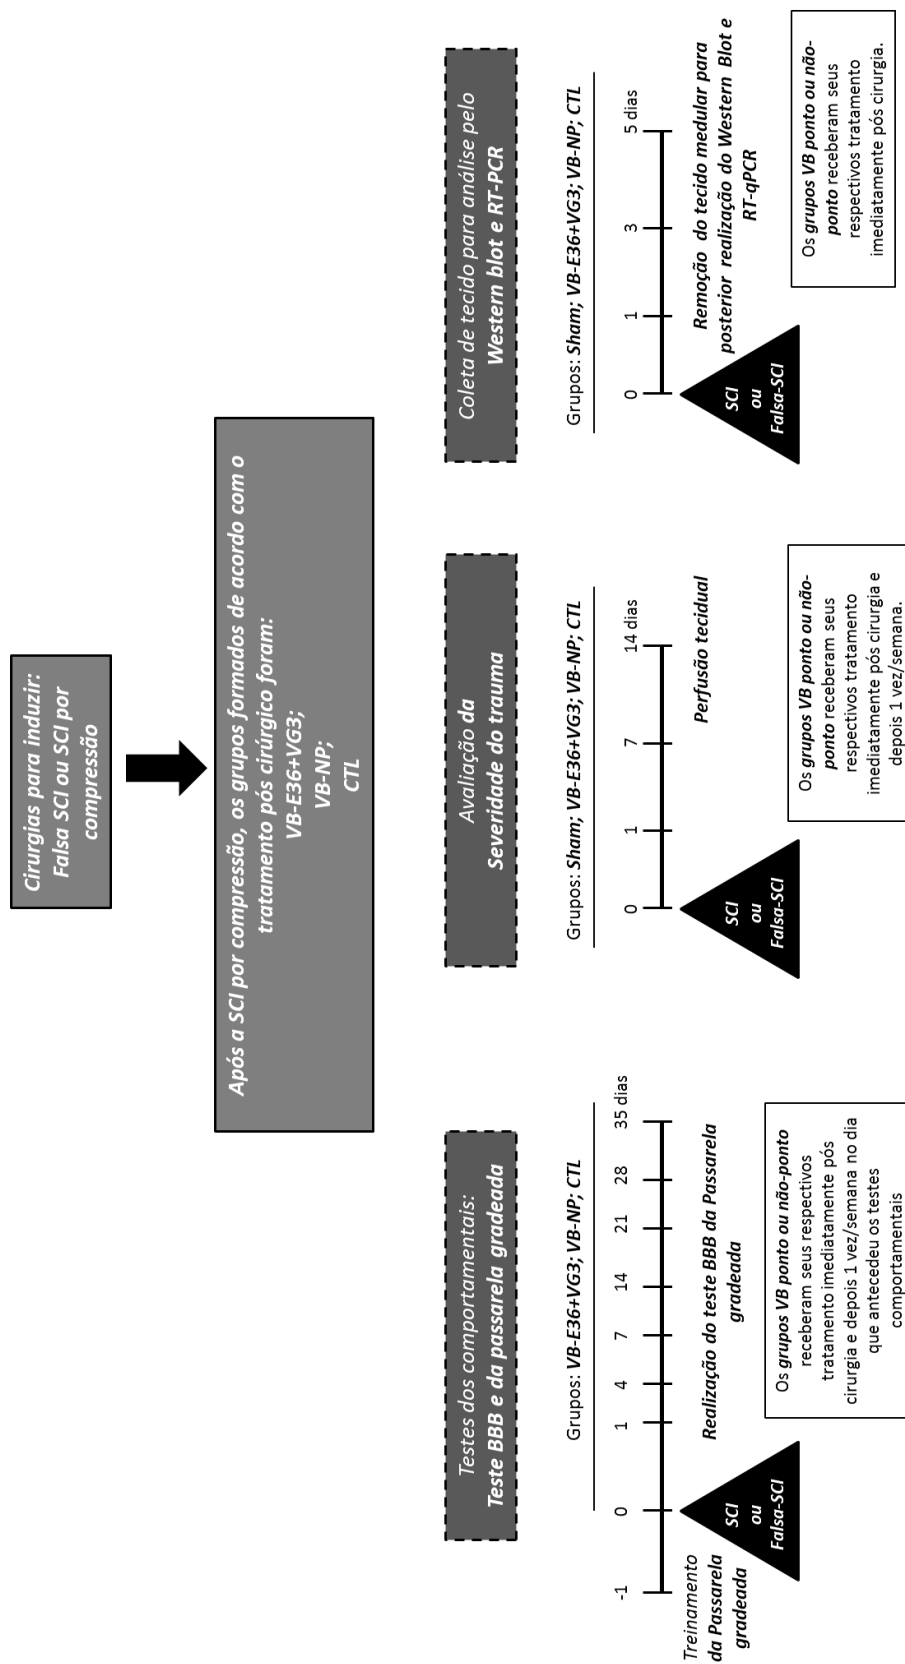 Cirurgias para induzir:
Falsa SCI ou SCI por
compressão
Após a SCI por compressão, os grupos formados de acordo com o
tratamento pós cirúrgico foram:
VB-E36+VG3;
VB-NP;
CTL
Testes dos comportamentais:
Teste BBB e da passarela gradeada
Grupos: VB-E36+VG3; VB-NP; CTL
-1 0 1 4 7 14 21 28 35 dias
Treinamento
da Passarela
gradeada
SCI
ou
Falsa-SCI
Realização do teste BBB da Passarela
gradeada
Os grupos VB ponto ou não-ponto
receberam seus respectivos
tratamento imediatamente pós
cirurgia e depois 1 vez/semana no dia
que antecedeu os testes
comportamentais
Avaliação da
Severidade do trauma
Grupos: Sham; VB-E36+VG3; VB-NP; CTL
0 1 7 14 dias
SCI
ou
Falsa-SCI
Perfusão tecidual
Os grupos VB ponto ou não-
ponto receberam seus
respectivos tratamento
imediatamente pós cirurgia e
depois 1 vez/semana.
Coleta de tecido para análise pelo
Western blot e RT-PCR
Grupos: Sham; VB-E36+VG3; VB-NP; CTL
0 1 3 5 dias
SCI
ou
Falsa-SCI
Remoção do tecido medular para
posterior realização do Western Blot e
RT-qPCR
Os grupos VB ponto ou não-
ponto receberam seus
respectivos tratamento
imediatamente pós cirurgia.